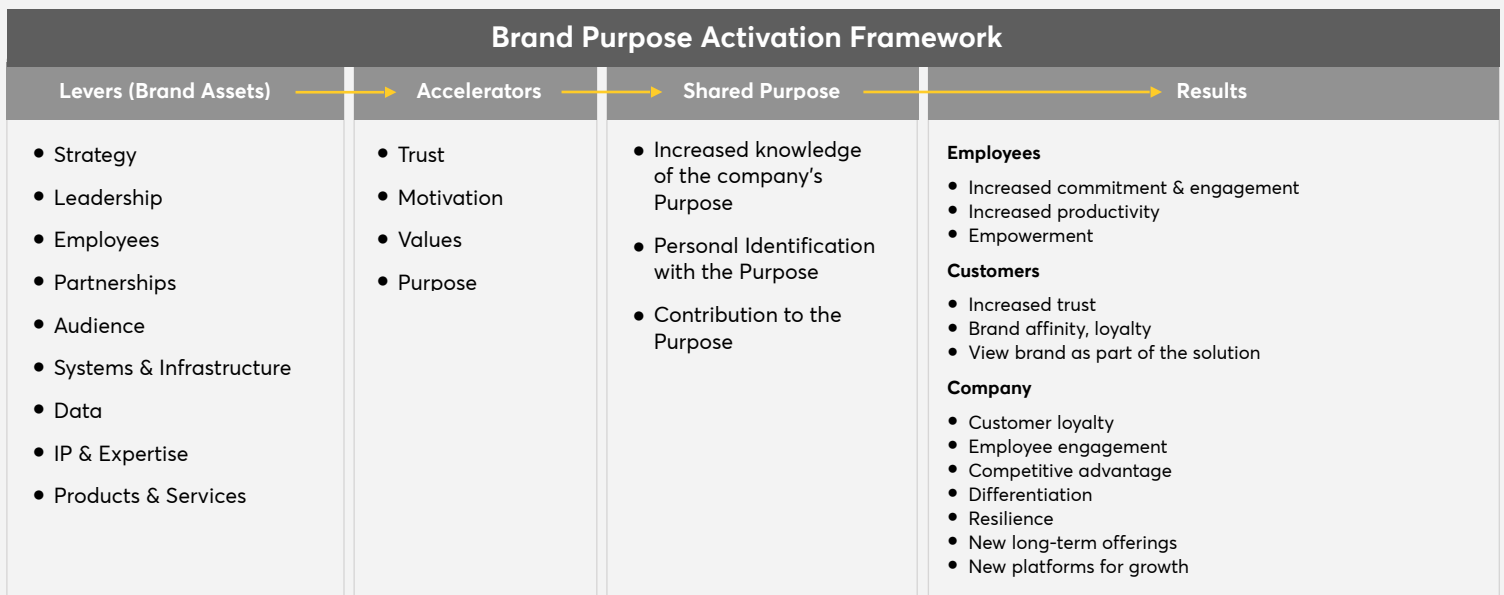 Brand Purpose Activation Framework
Levers (Brand Assets)
Accelerators
Shared Purpose
Results
• Strategy
• Leadership
• Employees
• Partnerships
• Audience
• Systems & Infrastructure
• Data
• IP & Expertise
• Products & Services
• Trust
• Motivation
• Values
• Purpose
• Increased knowledge
of the company's
Purpose
• Personal Identification
with the Purpose
• Contribution to the
Purpose
Employees
• Increased commitment & engagement
• Increased productivity
• Empowerment
Customers
• Increased trust
• Brand affinity, loyalty
• View brand as part of the solution
Company
• Customer loyalty
• Employee engagement
• Competitive advantage
• Differentiation
• Resilience
• New long-term offerings
• New platforms for growth